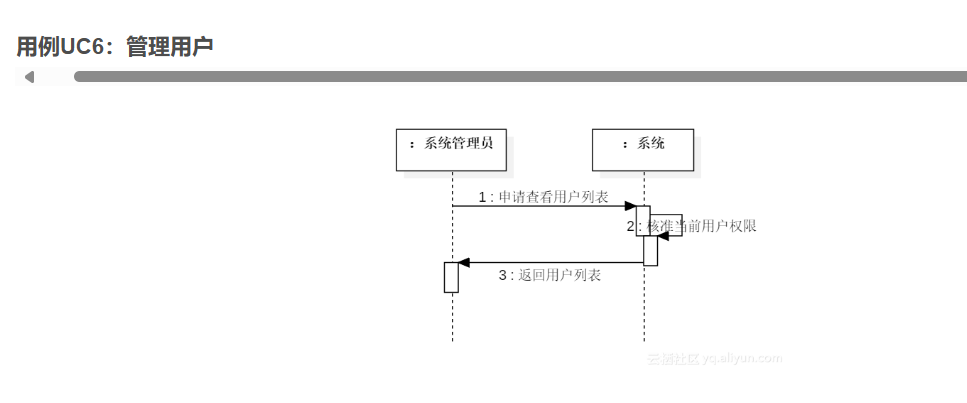 用例UC6：管理用户
：系统管理员
：系统
1 : 申请查看用户列表
2 : 核准当前用户权限
3 : 返回用户列表
云栖社区 yq.aliyun.com